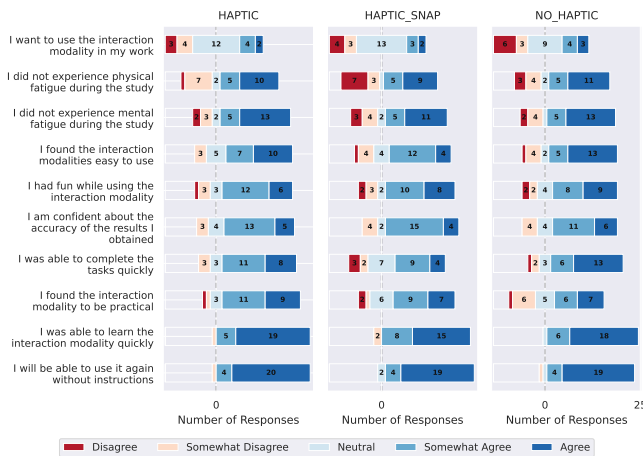 HAPTIC HAPTIC_SNAP NO_HAPTIC
I want to use the interaction
modality in my work
3 4 12 4 2 4 3 13 3 2 6 3 9 4 3
I did not experience physical
fatigue during the study
7 2 5 10 7 3 2 5 9 3 4 2 5 11
I did not experience mental
fatigue during the study
2 3 2 5 13 3 4 2 5 11 2 4 5 13
I found the interaction
modalities easy to use
3 5 7 10 4 4 12 4 4 2 5 13
I had fun while using the
interaction modality
3 3 12 6 2 3 2 10 8 2 2 4 8 9
I am confident about the
accuracy of the results I
obtained
3 4 13 5 4 2 15 4 4 4 11 6
I was able to complete the
tasks quickly
3 3 11 8 3 2 7 9 4 2 3 6 13
I found the interaction
modality to be practical
3 11 9 2 6 9 7 6 5 6 7
I was able to learn the
interaction modality quickly
5 19 2 8 15 6 18
I will be able to use it again
without instructions
4 20 2 4 19 4 19
0 0 0 25
Number of Responses Number of Responses Number of Responses
Disagree Somewhat Disagree Neutral Somewhat Agree Agree